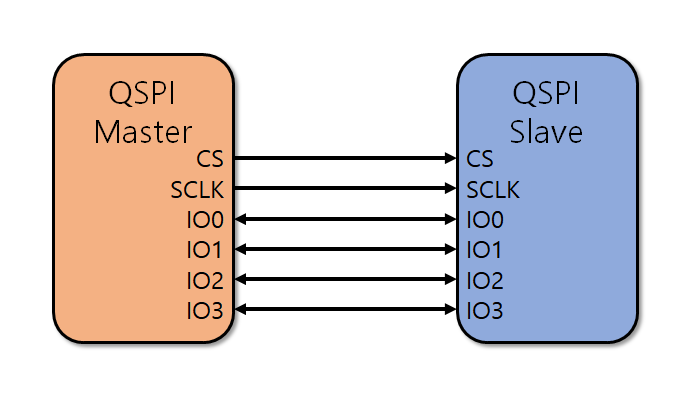 QSPI
Master
CS
SCLK
IO0
IO1
IO2
IO3
QSPI
Slave
CS
SCLK
IO0
IO1
IO2
IO3